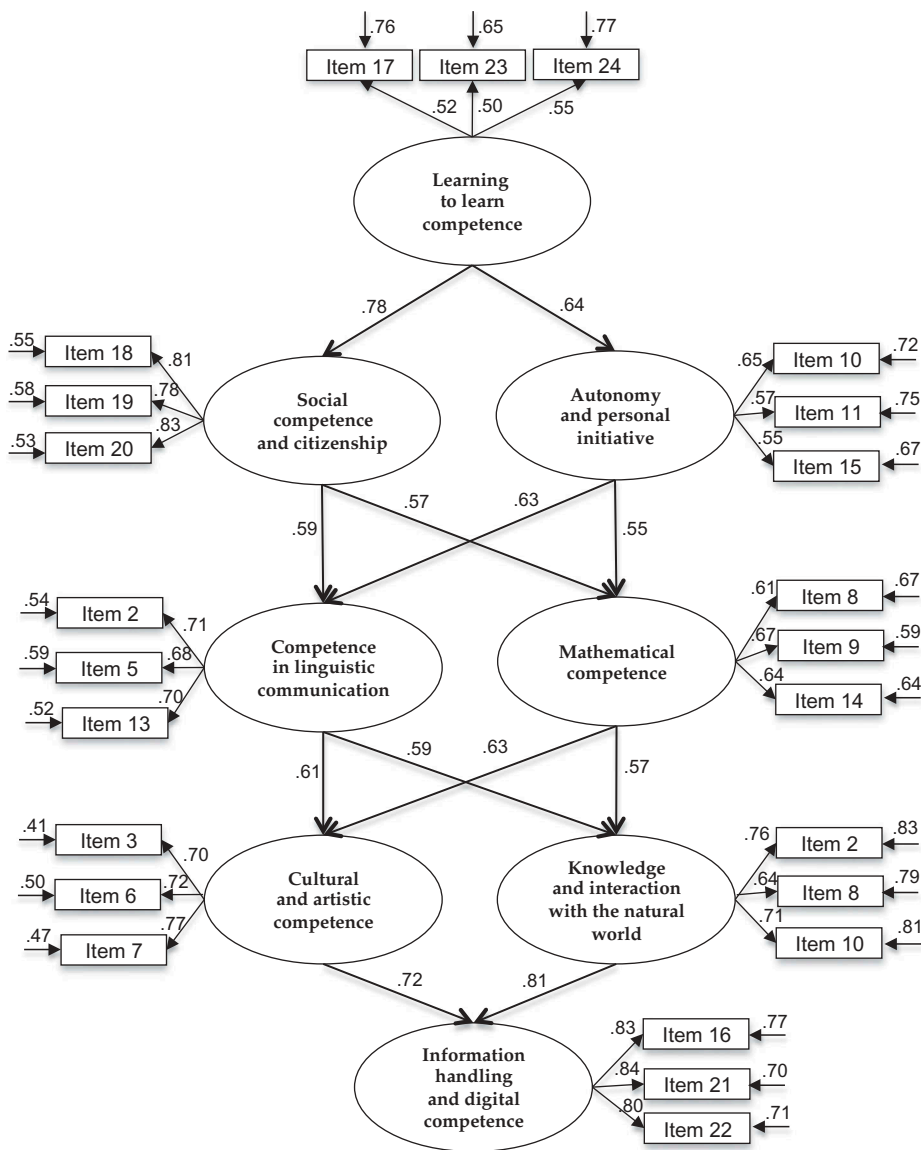 .76 .65 .77
Item 17 Item 23 Item 24
.52 .50 .55
Learning
to learn
competence
.78 .64
.55 Item 18 .81
.58 Item 19 .78
.53 Item 20 .83
Social
competence
and citizenship
Autonomy
and personal
initiative
.65 Item 10 .72
.57 Item 11 .75
.55 Item 15 .67
.59 .57 .63 .55
.54 Item 2 .71
.59 Item 5 .68
.52 Item 13 .70
Competence
in linguistic
communication
Mathematical
competence
.61 Item 8 .67
.67 Item 9 .59
.64 Item 14 .64
.61 .59 .63 .57
.41 Item 3 .70
.50 Item 6 .72
.47 Item 7 .77
Cultural
and artistic
competence
Knowledge
and interaction
with the natural
world
.76 Item 2 .83
.64 Item 8 .79
.71 Item 10 .81
.72 .81
Information
handling
and digital
competence
.83 Item 16 .77
.84 Item 21 .70
.80 Item 22 .71